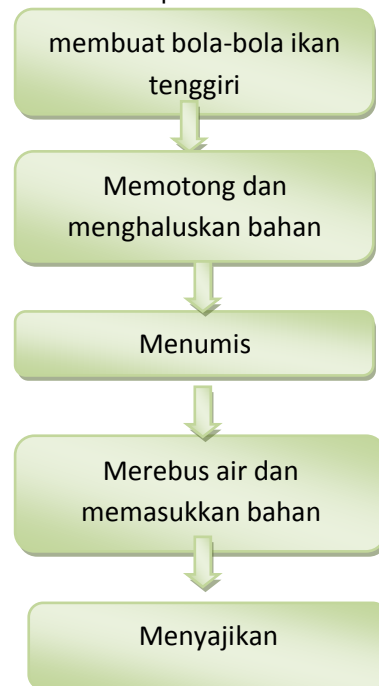 membuat bola-bola ikan
tenggiri
Memotong dan
menghaluskan bahan
Menumis
Merebus air dan
memasukkan bahan
Menyajikan